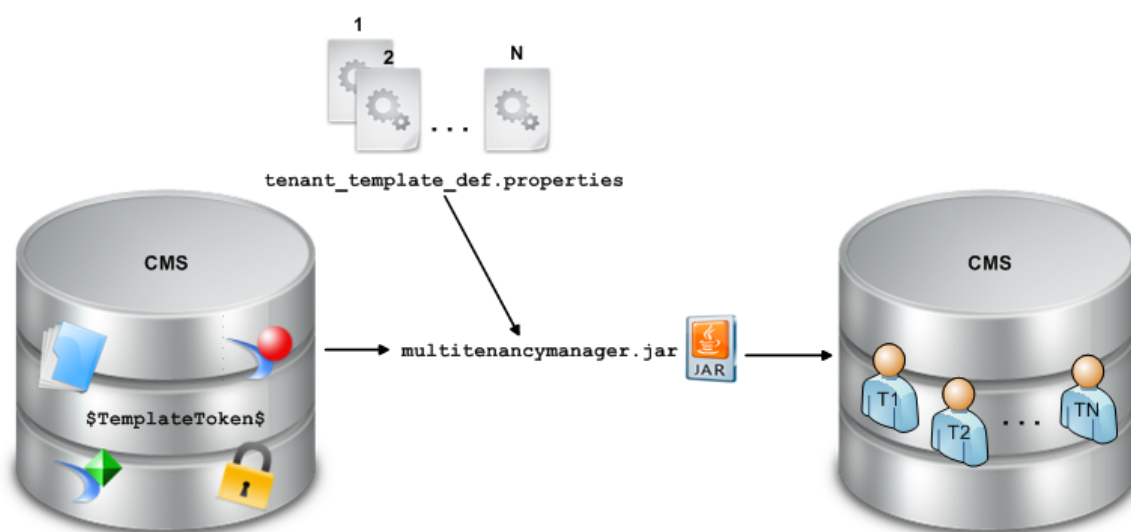 1
2
N
. . .
tenant_template_def.properties
CMS
CMS
multitenancymanager.jar
JAR
$TemplateToken$
T1
T2
. . .
TN